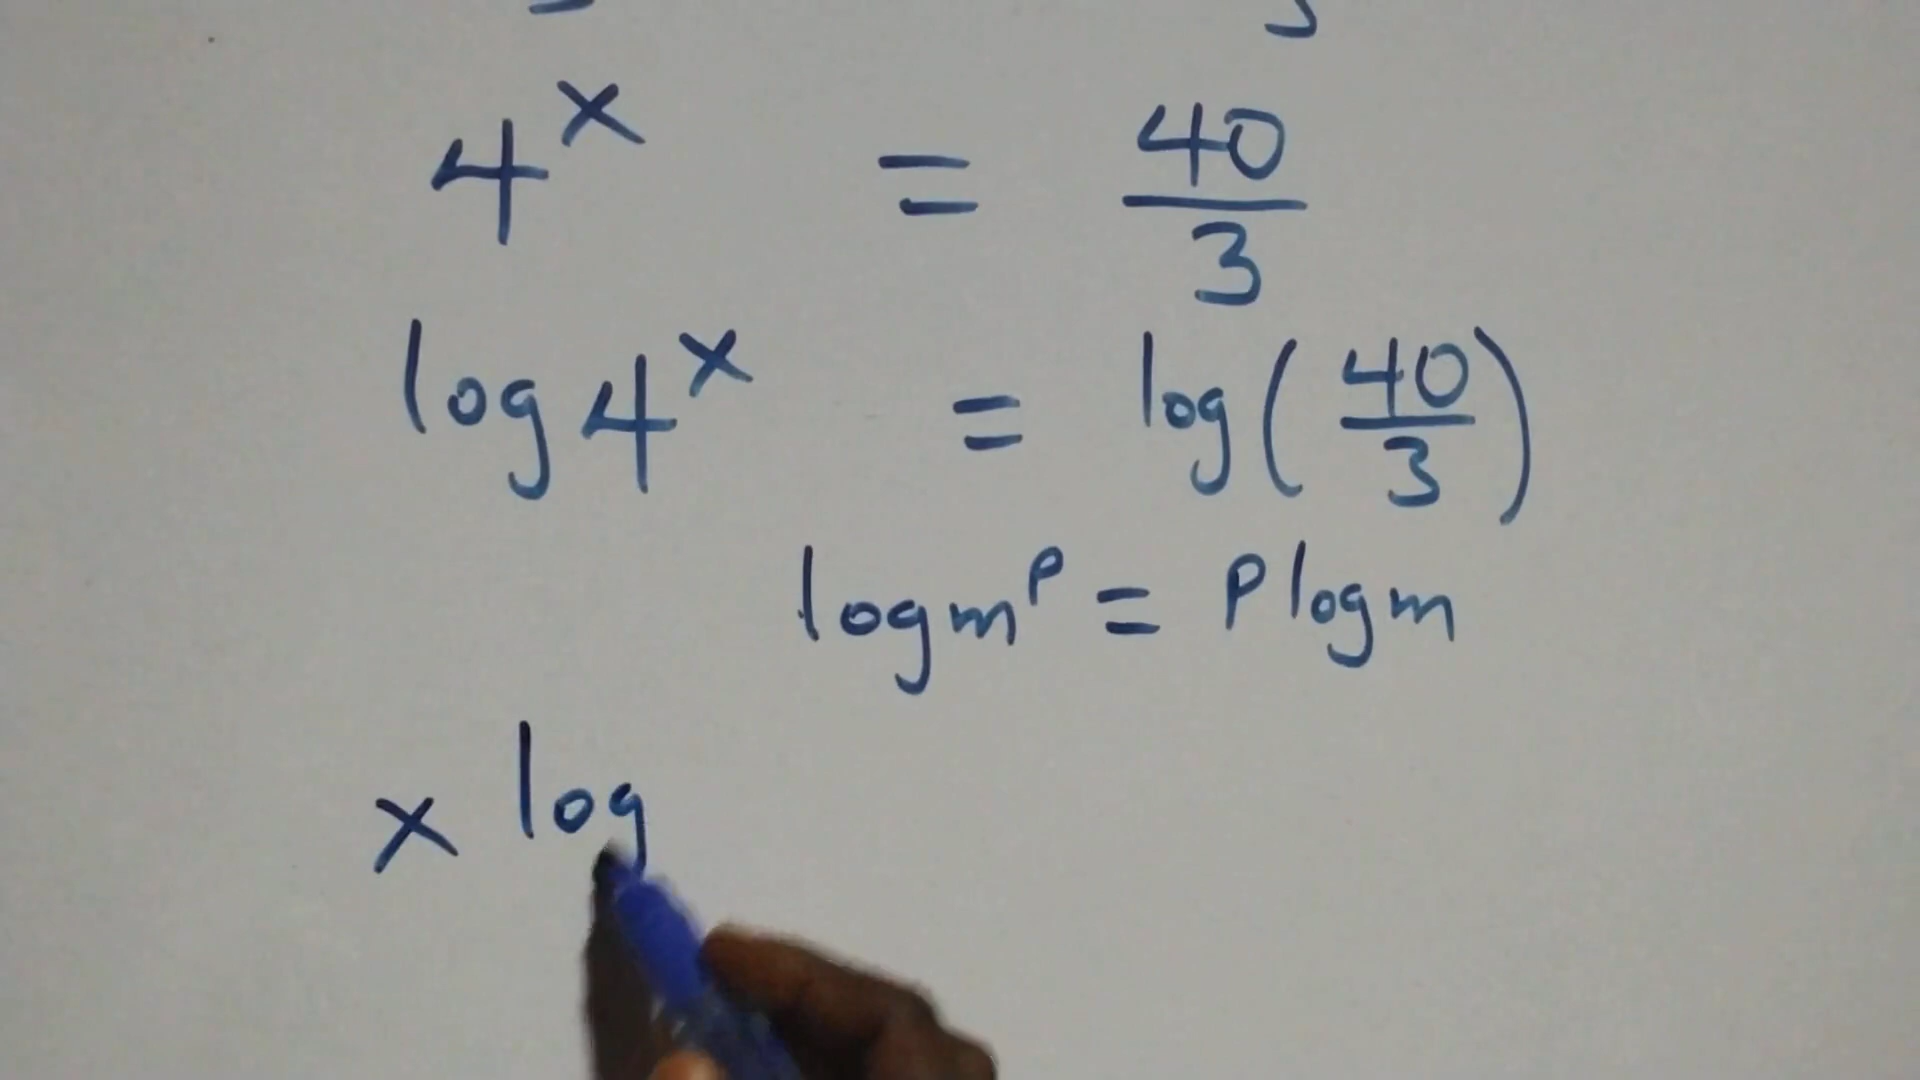 4^x = 40/3
log 4^x = log(40/3)
log m^p = P log m
x log